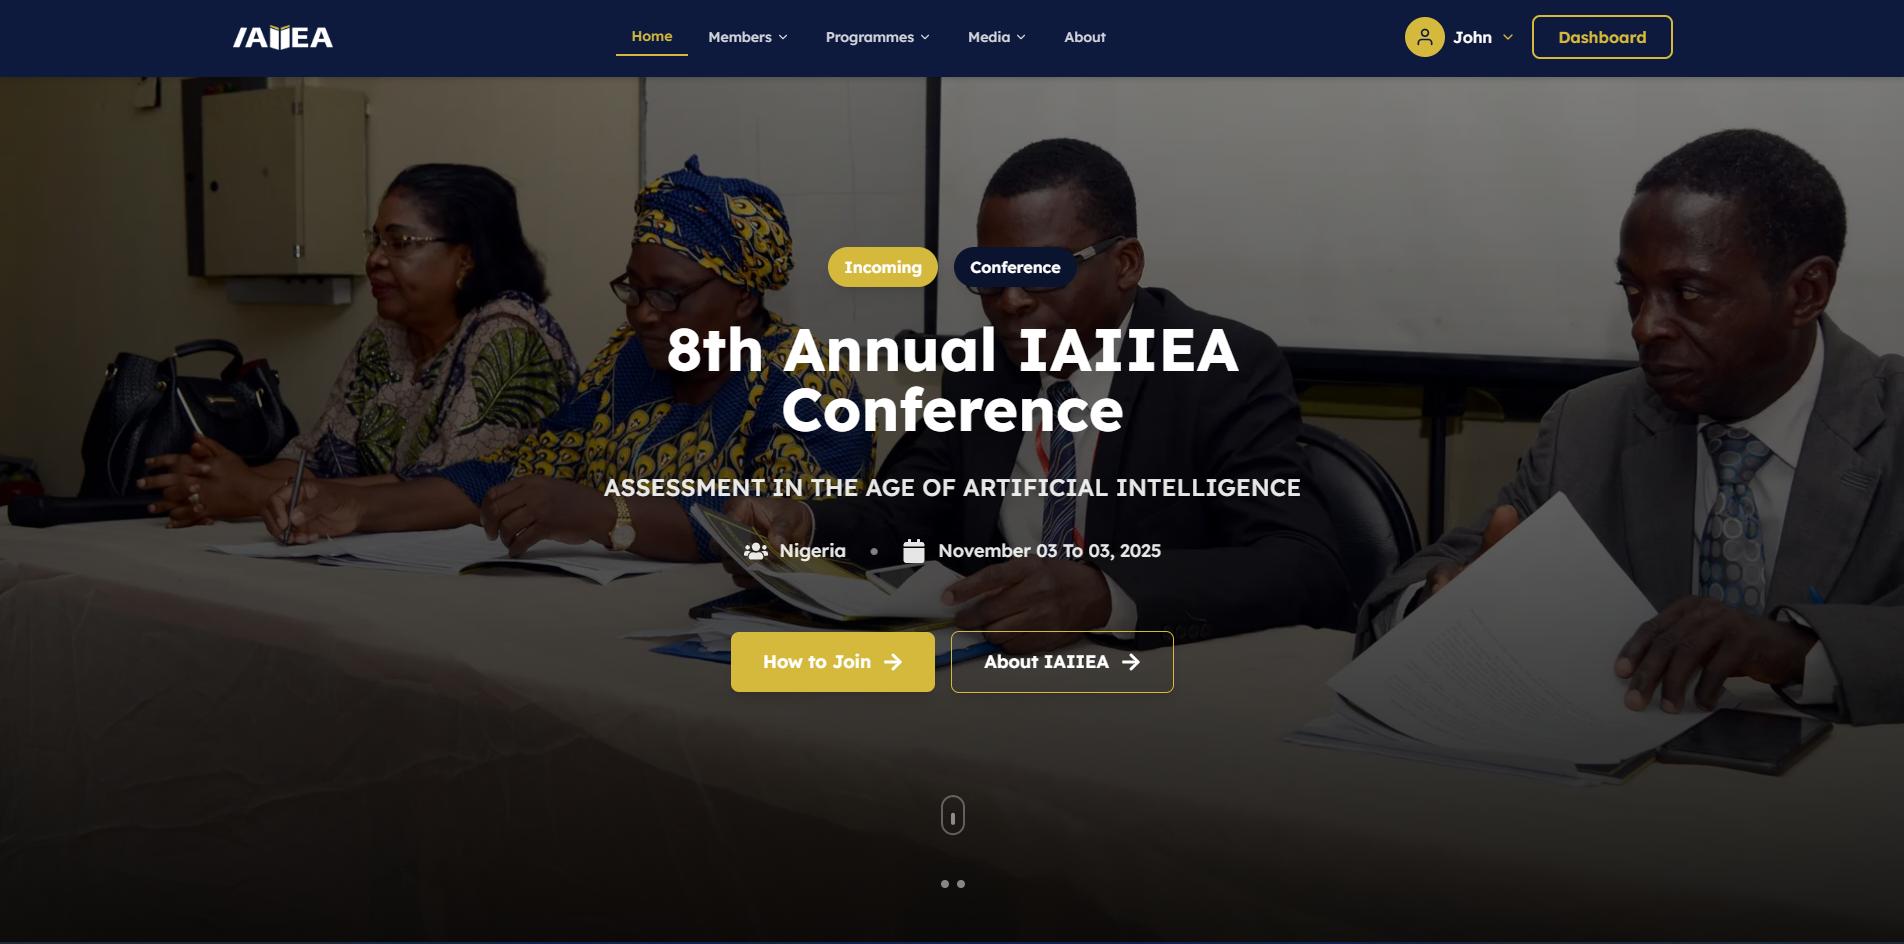 IAIIEA
Home
Members
Programmes
Media
About
John
Dashboard
Incoming
Conference
8th Annual IAIIEA
Conference
ASSESSMENT IN THE AGE OF ARTIFICIAL INTELLIGENCE
Nigeria
November 03 To 03, 2025
How to Join
About IAIIEA